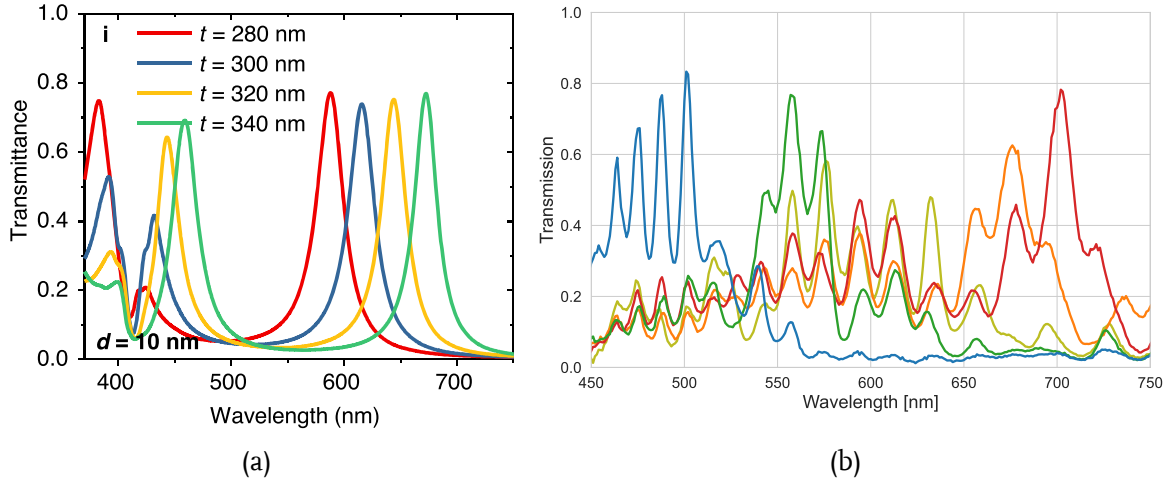 i
t = 280 nm
t = 300 nm
t = 320 nm
t = 340 nm
1.0
0.8
0.6
0.4
0.2
0.0
Transmittance
d = 10 nm
400
500
600
700
Wavelength (nm)
(a)
1.0
0.8
0.6
0.4
0.2
0.0
Transmission
450
500
550
600
650
700
750
Wavelength [nm]
(b)